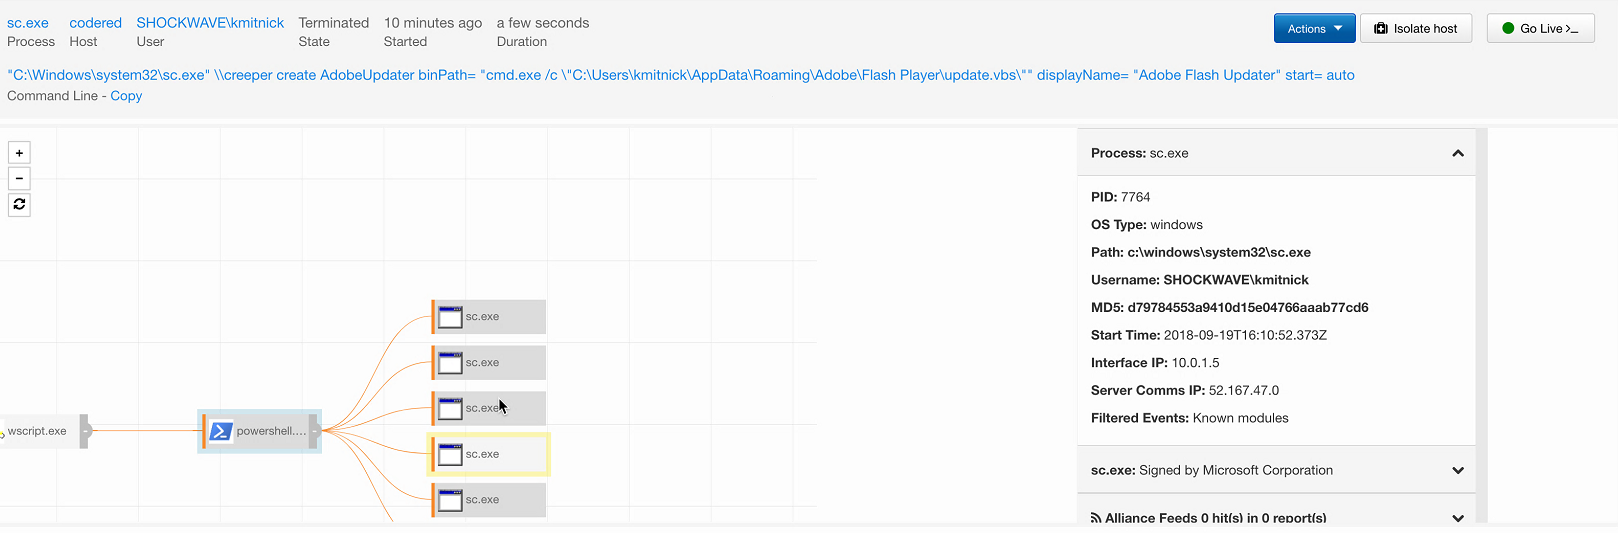 sc.exe codered SHOCKWAVE\kmitnick Terminated 10 minutes ago a few seconds
Process Host User State Started Duration
Actions Isolate host Go Live >_
"C:\Windows\system32\sc.exe" \\creeper create AdobeUpdater binPath= "cmd.exe /c \"C:\Users\kmitnick\AppData\Roaming\Adobe\Flash Player\update.vbs\"" displayName= "Adobe Flash Updater" start= auto
Command Line - Copy
+
−
wscript.exe
powershell....
sc.exe
sc.exe
sc.exe
sc.exe
sc.exe
Process: sc.exe
PID: 7764
OS Type: windows
Path: c:\windows\system32\sc.exe
Username: SHOCKWAVE\kmitnick
MD5: d79784553a9410d15e04766aaab77cd6
Start Time: 2018-09-19T16:10:52.373Z
Interface IP: 10.0.1.5
Server Comms IP: 52.167.47.0
Filtered Events: Known modules
sc.exe: Signed by Microsoft Corporation
Alliance Feeds 0 hit(s) in 0 report(s)